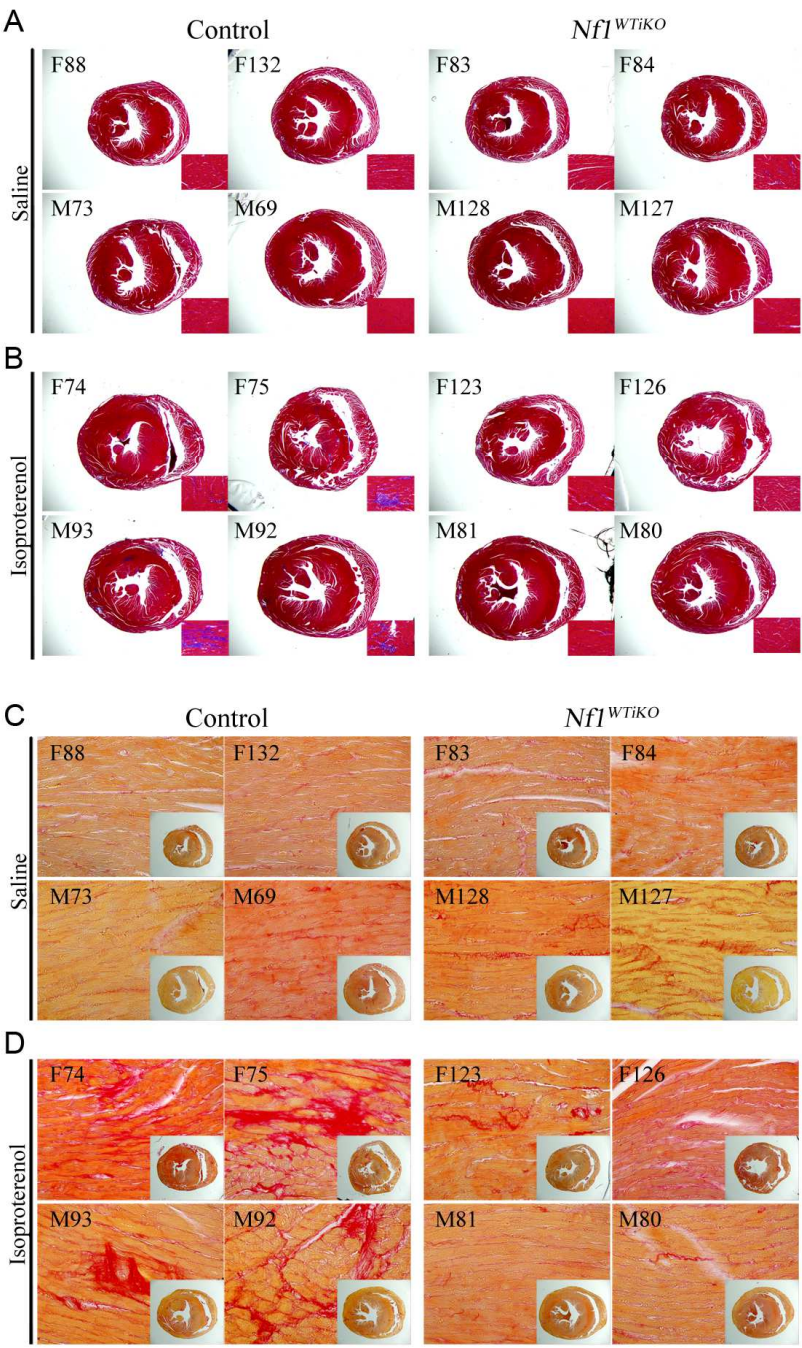 A
Control Nf1WTiKO
Saline
F88 F132 F83 F84
M73 M69 M128 M127
B
Isoproterenol
F74 F75 F123 F126
M93 M92 M81 M80
C
Control Nf1WTiKO
Saline
F88 F132 F83 F84
M73 M69 M128 M127
D
Isoproterenol
F74 F75 F123 F126
M93 M92 M81 M80